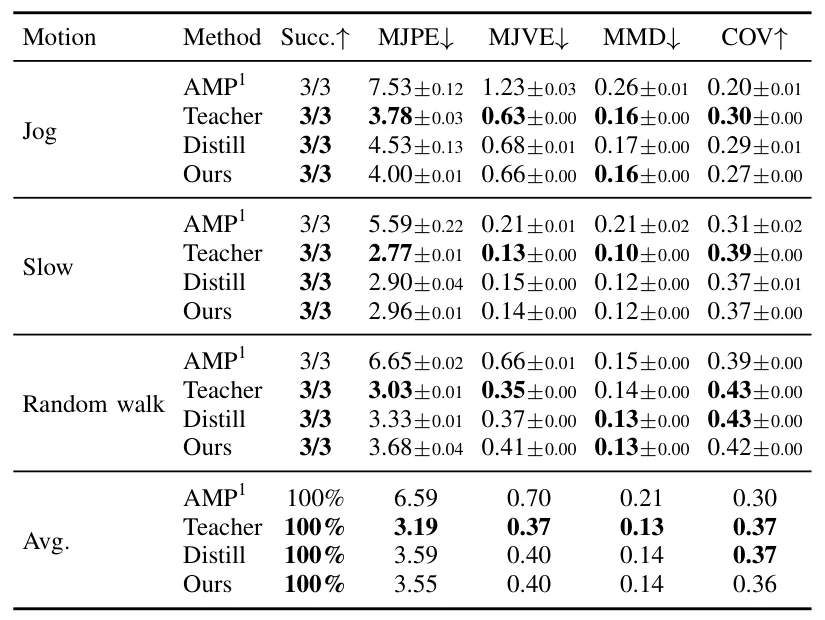 Motion Method Succ.↑ MJPE↓ MJVE↓ MMD↓ COV↑
Jog
AMP¹ 3/3 7.53±0.12 1.23±0.03 0.26±0.01 0.20±0.01
Teacher 3/3 3.78±0.03 0.63±0.00 0.16±0.00 0.30±0.00
Distill 3/3 4.53±0.13 0.68±0.01 0.17±0.00 0.29±0.01
Ours 3/3 4.00±0.01 0.66±0.00 0.16±0.00 0.27±0.00
Slow
AMP¹ 3/3 5.59±0.22 0.21±0.01 0.21±0.02 0.31±0.02
Teacher 3/3 2.77±0.01 0.13±0.00 0.10±0.00 0.39±0.00
Distill 3/3 2.90±0.04 0.15±0.00 0.12±0.00 0.37±0.01
Ours 3/3 2.96±0.01 0.14±0.00 0.12±0.00 0.37±0.00
Random walk
AMP¹ 3/3 6.65±0.02 0.66±0.01 0.15±0.00 0.39±0.00
Teacher 3/3 3.03±0.01 0.35±0.00 0.14±0.00 0.43±0.00
Distill 3/3 3.33±0.01 0.37±0.00 0.13±0.00 0.43±0.00
Ours 3/3 3.68±0.04 0.41±0.00 0.13±0.00 0.42±0.00
Avg.
AMP¹ 100% 6.59 0.70 0.21 0.30
Teacher 100% 3.19 0.37 0.13 0.37
Distill 100% 3.59 0.40 0.14 0.37
Ours 100% 3.55 0.40 0.14 0.36